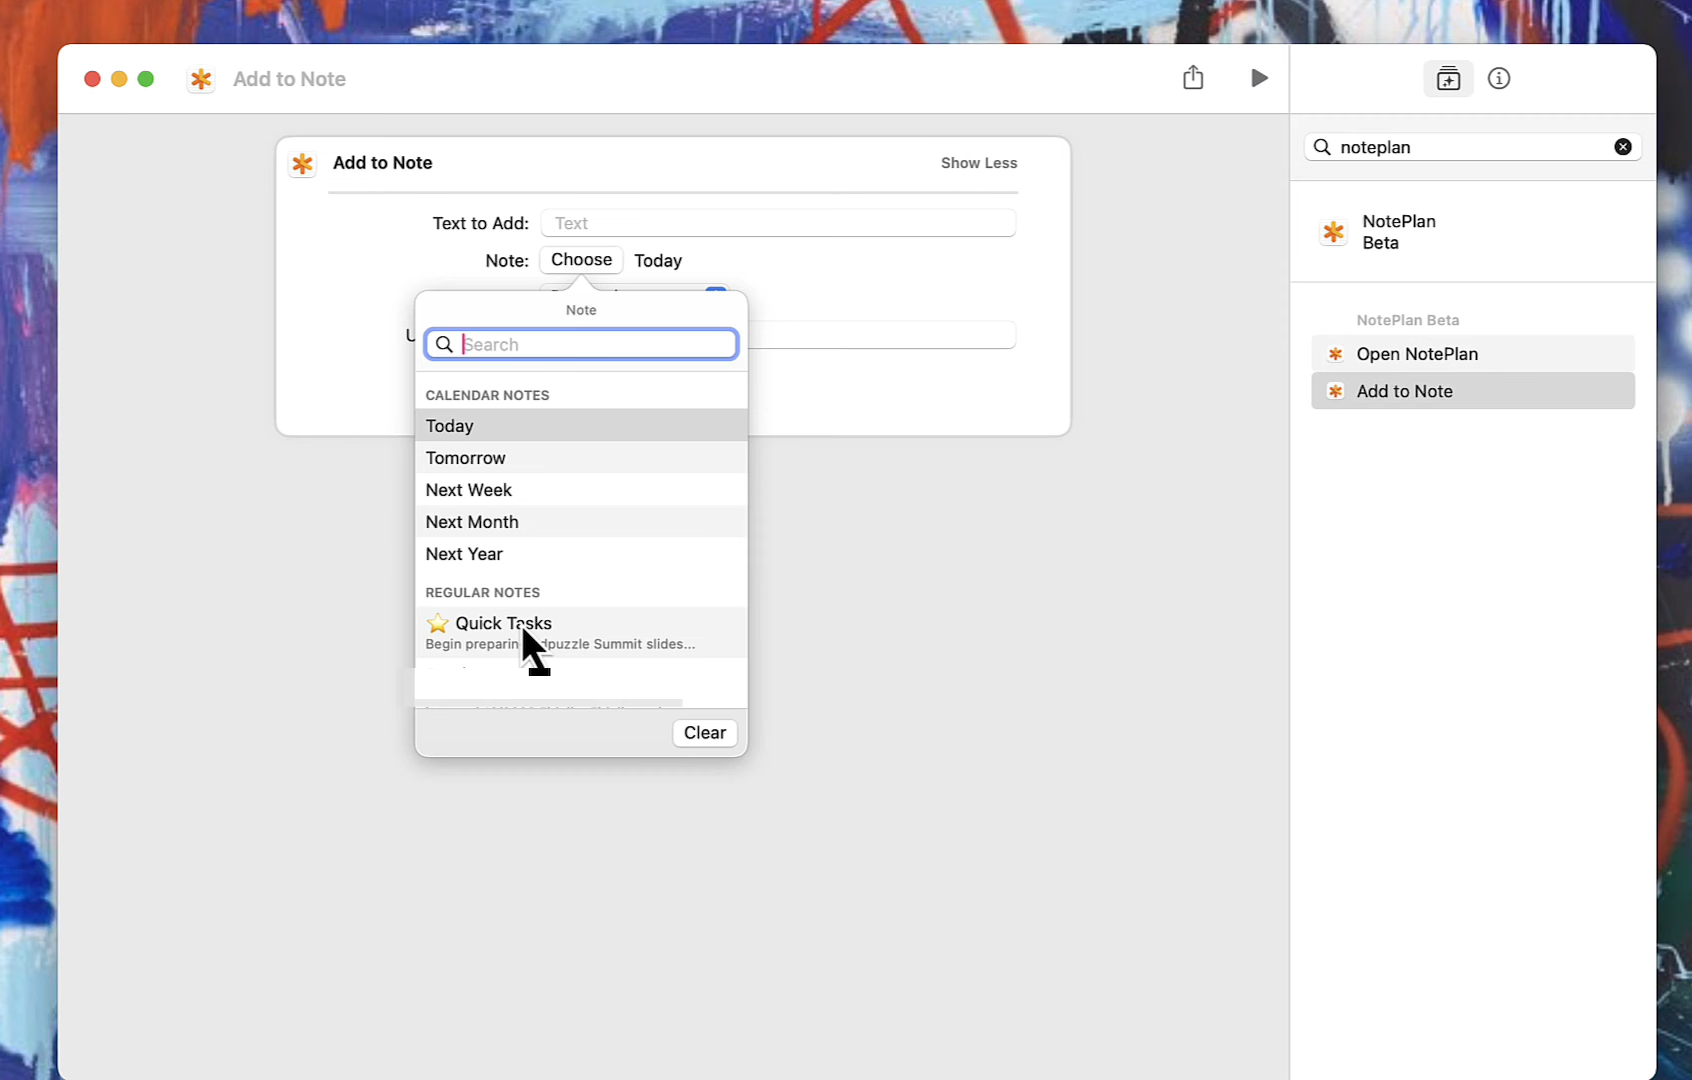 Add to Note
noteplan
Add to Note
Show Less
Text to Add:
Text
Note:
Choose
Today
Note
Search
CALENDAR NOTES
Today
Tomorrow
Next Week
Next Month
Next Year
REGULAR NOTES
Quick Tasks
Begin Summit slides...
Clear
NotePlan
Beta
NotePlan Beta
Open NotePlan
Add to Note